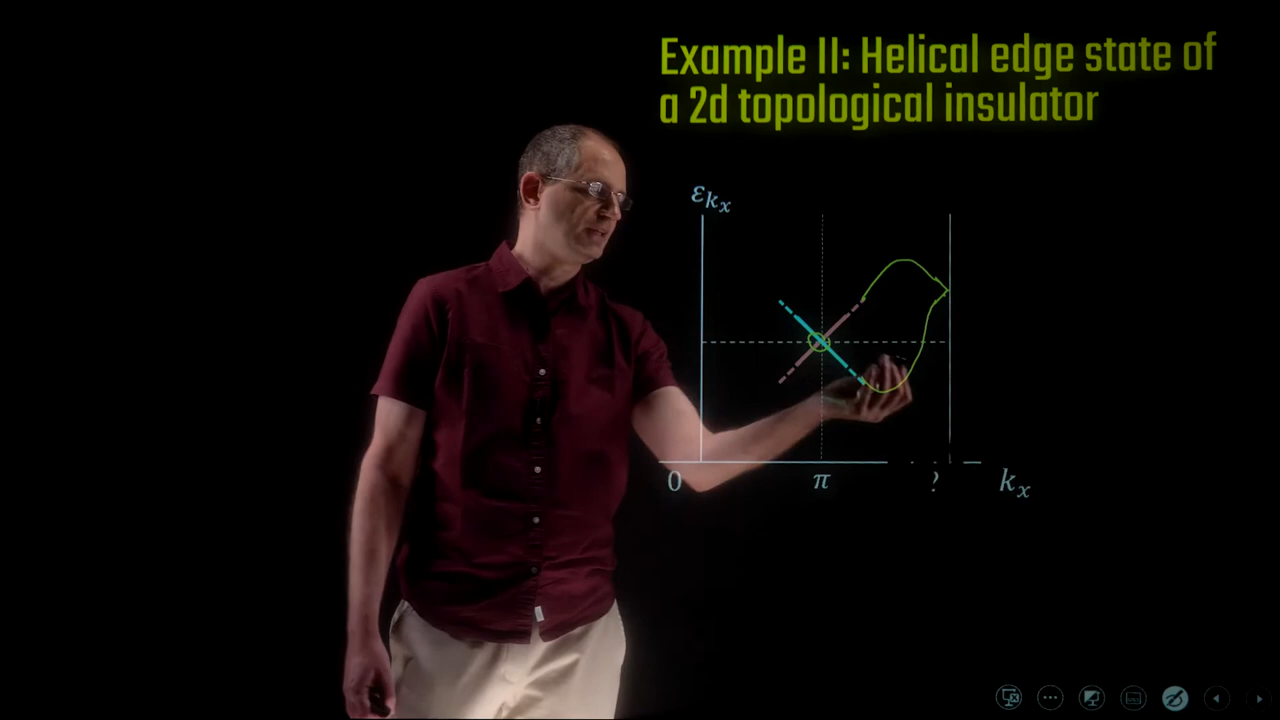 Example II: Helical edge state of
a 2d topological insulator
εₖₓ
0 π ? kₓ